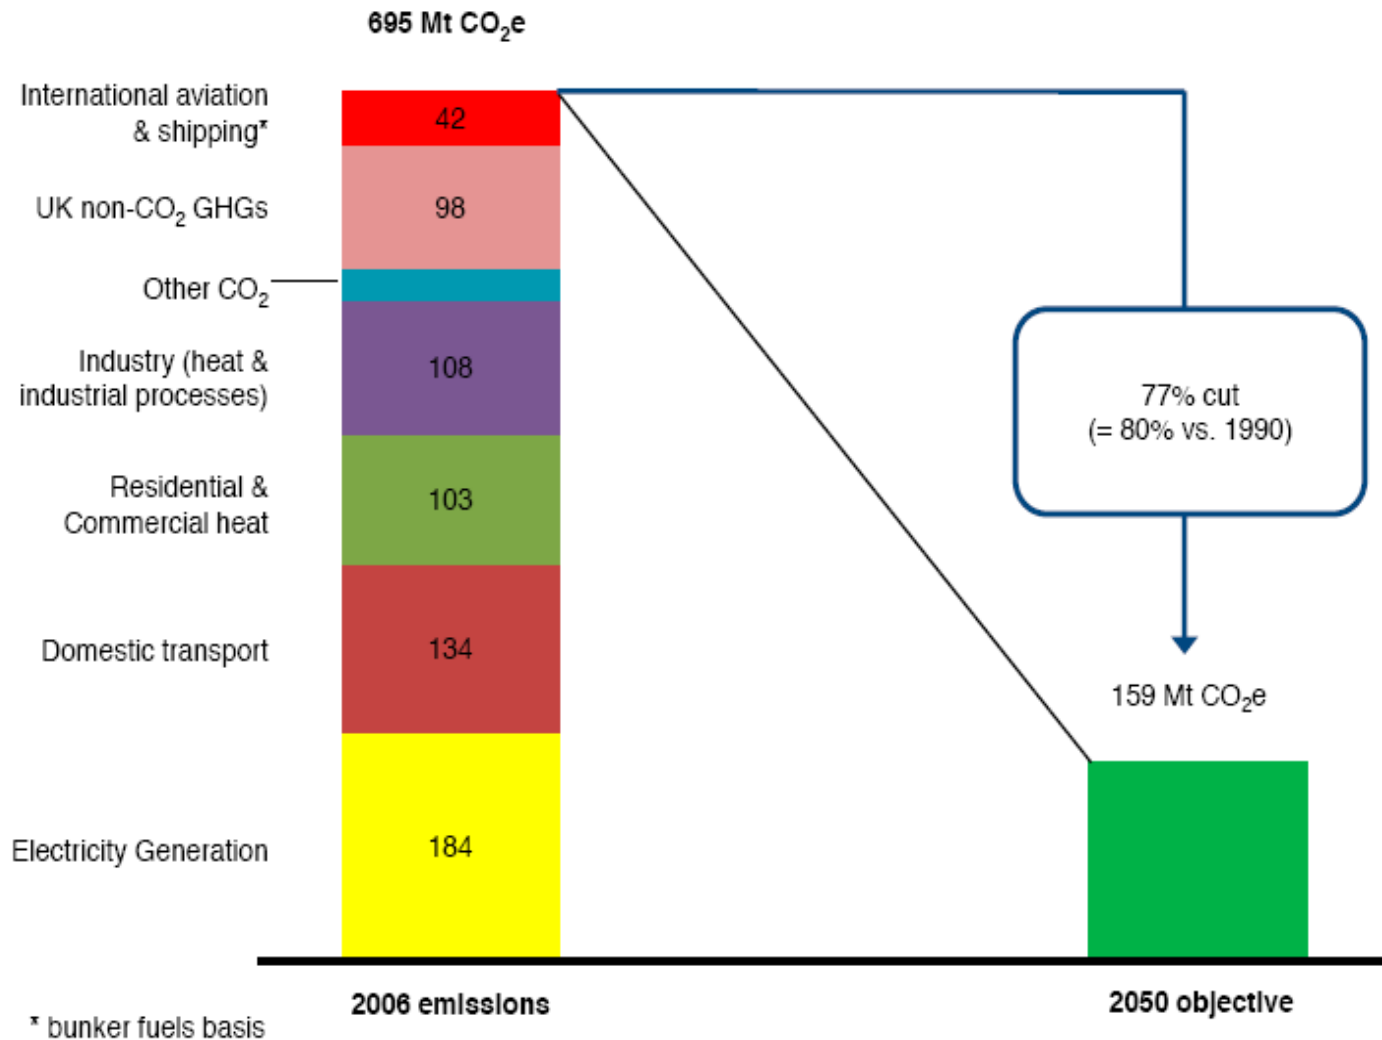 695 Mt CO₂e
International aviation
& shipping*
42
UK non-CO₂ GHGs
98
Other CO₂
Industry (heat &
industrial processes)
108
Residential &
Commercial heat
103
Domestic transport
134
Electricity Generation
184
77% cut
(= 80% vs. 1990)
159 Mt CO₂e
2006 emissions
2050 objective
* bunker fuels basis